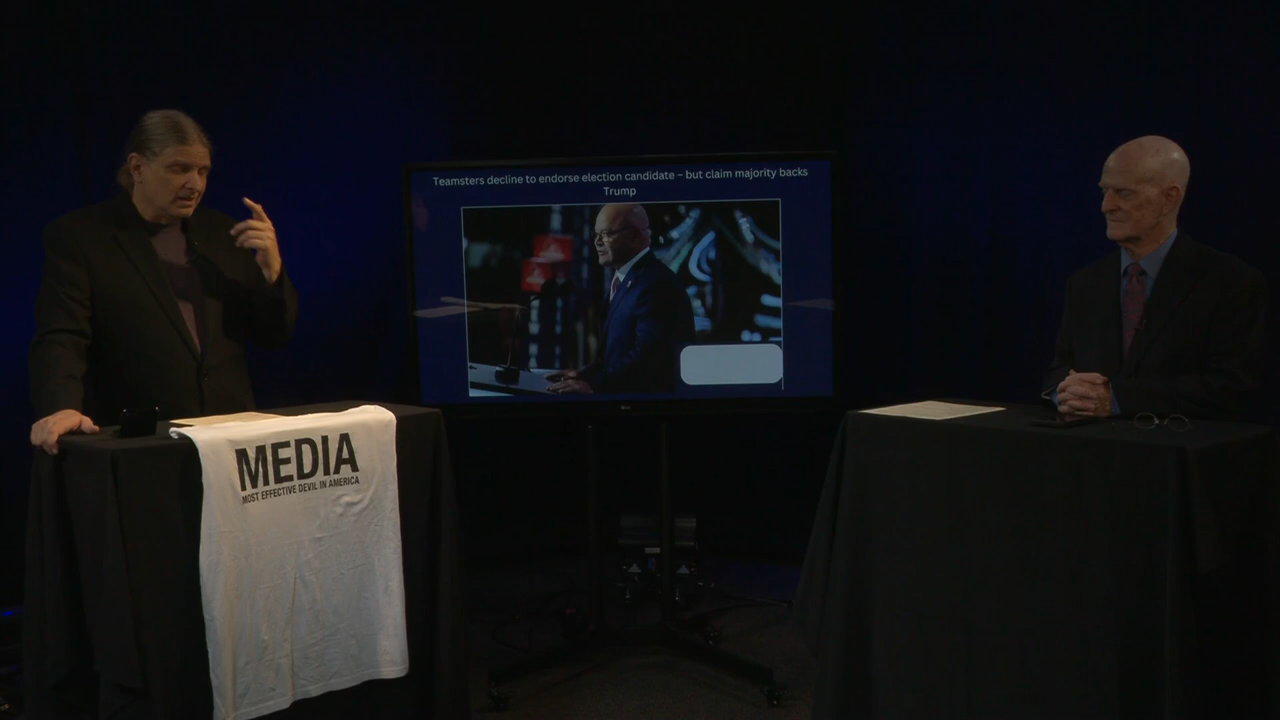 Teamsters decline to endorse election candidate – but claim majority backs
Trump
MEDIA
MOST EFFECTIVE DEVIL IN AMERICA